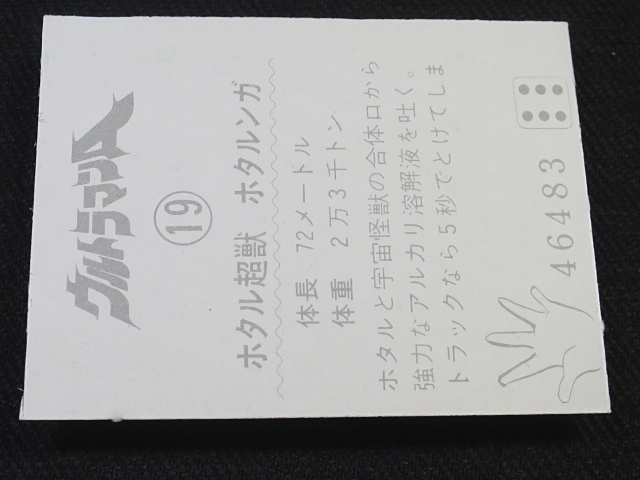 ウルトラマンA
19
ホタル超獣 ホタルンガ
体長 72メートル
体重 2万3千トン
ホタルと宇宙怪獣の合体口から
強力なアルカリ溶解液を吐く。
トラックなら5秒でとけてしま
46483